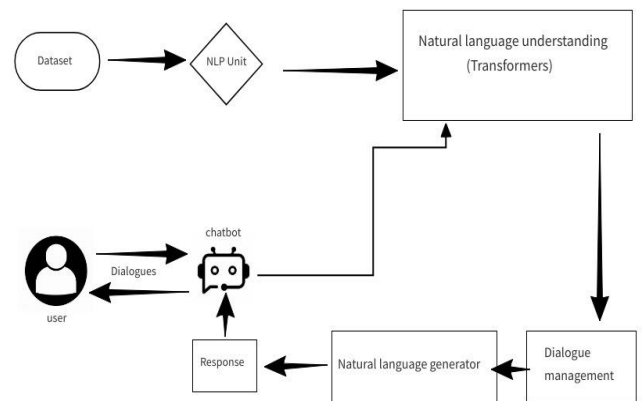 Dataset
NLP Unit
Natural language understanding
(Transformers)
chatbot
Dialogues
user
Response
Natural language generator
Dialogue
management